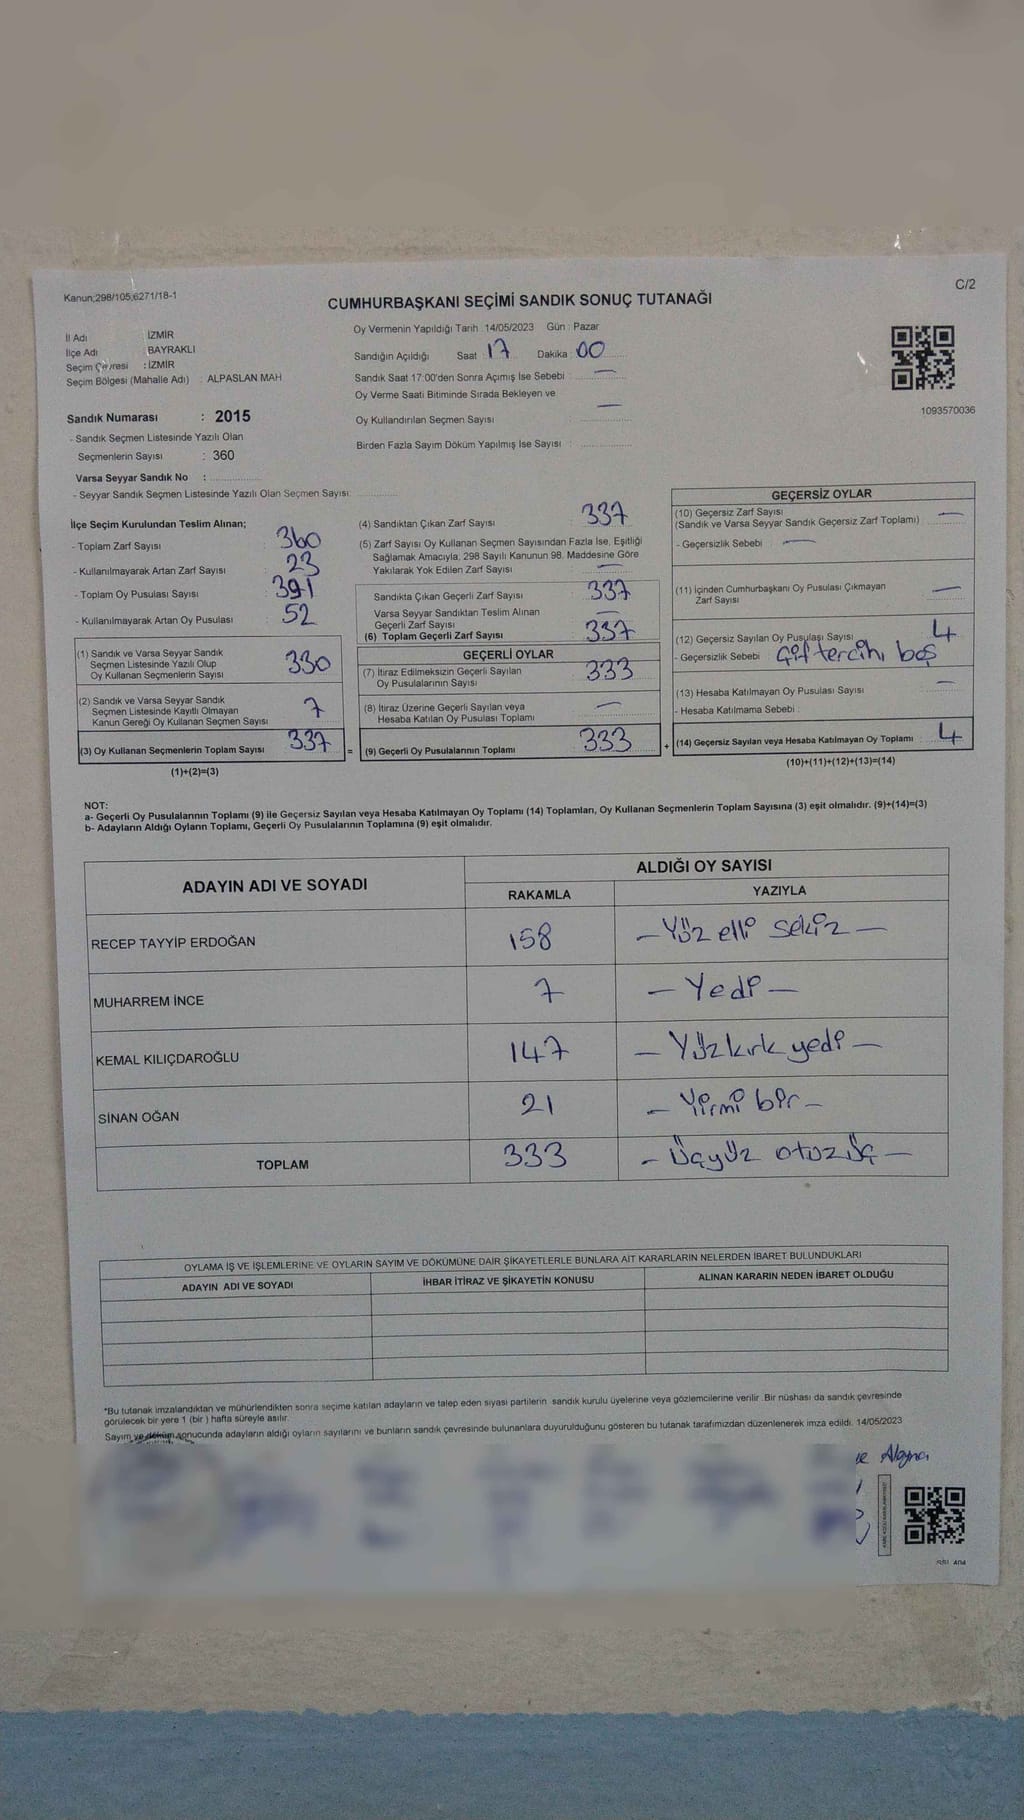 Kanun;298/105;6271/18-1
C/2
CUMHURBAŞKANI SEÇİMİ SANDIK SONUÇ TUTANAĞI
İl Adı İZMİR
İlçe Adı BAYRAKLI
Seçim Çevresi : İZMİR
Seçim Bölgesi (Mahalle Adı) : ALPASLAN MAH
Sandık Numarası : 2015
- Sandık Seçmen Listesinde Yazılı Olan
Seçmenlerin Sayısı : 360
Varsa Seyyar Sandık No :
- Seyyar Sandık Seçmen Listesinde Yazılı Olan Seçmen Sayısı:
Oy Vermenin Yapıldığı Tarih : 14/05/2023 Gün : Pazar
Sandığın Açıldığı Saat 17 Dakika : 00
Sandık Saat 17:00'den Sonra Açımış İse Sebebi : —
Oy Verme Saati Bitiminde Sırada Bekleyen ve
Oy Kullandırılan Seçmen Sayısı —
Birden Fazla Sayım Döküm Yapılmış İse Sayısı :
1093570036
İlçe Seçim Kurulundan Teslim Alınan;
- Toplam Zarf Sayısı : 360
- Kullanılmayarak Artan Zarf Sayısı : 23
- Toplam Oy Pusulası Sayısı : 391
- Kullanılmayarak Artan Oy Pusulası : 52
(1) Sandık ve Varsa Seyyar Sandık
Seçmen Listesinde Yazılı Olup
Oy Kullanan Seçmenlerin Sayısı 330
(2) Sandık ve Varsa Seyyar Sandık
Seçmen Listesinde Kayıtlı Olmayan
Kanun Gereği Oy Kullanan Seçmen Sayısı : 7
(3) Oy Kullanan Seçmenlerin Toplam Sayısı 337
(1)+(2)=(3)
=
(4) Sandıktan Çıkan Zarf Sayısı : 337
(5) Zarf Sayısı Oy Kullanan Seçmen Sayısından Fazla İse, Eşitliği
Sağlamak Amacıyla, 298 Sayılı Kanunun 98. Maddesine Göre
Yakılarak Yok Edilen Zarf Sayısı : —
Sandıkta Çıkan Geçerli Zarf Sayısı : 337
Varsa Seyyar Sandıktan Teslim Alınan
Geçerli Zarf Sayısı : —
(6) Toplam Geçerli Zarf Sayısı : 337
GEÇERLİ OYLAR
(7) İtiraz Edilmeksizin Geçerli Sayılan
Oy Pusulalarının Sayısı : 333
(8) İtiraz Üzerine Geçerli Sayılan veya
Hesaba Katılan Oy Pusulası Toplamı : —
(9) Geçerli Oy Pusulalarının Toplamı : 333
+
GEÇERSİZ OYLAR
(10) Geçersiz Zarf Sayısı
(Sandık ve Varsa Seyyar Sandık Geçersiz Zarf Toplamı) : —
- Geçersizlik Sebebi : —
(11) İçinden Cumhurbaşkanı Oy Pusulası Çıkmayan
Zarf Sayısı —
(12) Geçersiz Sayılan Oy Pusulası Sayısı : 4
- Geçersizlik Sebebi Çift tercihi boş
(13) Hesaba Katılmayan Oy Pusulası Sayısı : —
- Hesaba Katılmama Sebebi :
(14) Geçersiz Sayılan veya Hesaba Katılmayan Oy Toplamı : 4
(10)+(11)+(12)+(13)=(14)
NOT:
a- Geçerli Oy Pusulalarının Toplamı (9) ile Geçersiz Sayılan veya Hesaba Katılmayan Oy Toplamı (14) Toplamları, Oy Kullanan Seçmenlerin Toplam Sayısına (3) eşit olmalıdır. (9)+(14)=(3)
b- Adayların Aldığı Oyların Toplamı, Geçerli Oy Pusulalarının Toplamına (9) eşit olmalıdır.
ADAYIN ADI VE SOYADI
ALDIĞI OY SAYISI
RAKAMLA YAZIYLA
RECEP TAYYİP ERDOĞAN 158 — Yüz elli sekiz —
MUHARREM İNCE 7 — Yedi —
KEMAL KILIÇDAROĞLU 147 — Yüzkırk yedi —
SİNAN OĞAN 21 — Yirmi bir —
TOPLAM 333 — Üçyüz otuzüç —
OYLAMA İŞ VE İŞLEMLERİNE VE OYLARIN SAYIM VE DÖKÜMÜNE DAİR ŞİKAYETLERLE BUNLARA AİT KARARLARIN NELERDEN İBARET BULUNDUKLARI
ADAYIN ADI VE SOYADI İHBAR İTİRAZ VE ŞİKAYETİN KONUSU ALINAN KARARIN NEDEN İBARET OLDUĞU
*Bu tutanak imzalandıktan ve mühürlendikten sonra seçime katılan adayların ve talep eden siyasi partilerin sandık kurulu üyelerine veya gözlemcilerine verilir. Bir nüshası da sandık çevresinde
görülecek bir yere 1 (bir ) hafta süreyle asılır.
Sayım ve döküm sonucunda adayların aldığı oyların sayılarını ve bunların sandık çevresinde bulunanlara duyurulduğunu gösteren bu tutanak tarafımızdan düzenlenerek imza edildi. 14/05/2023